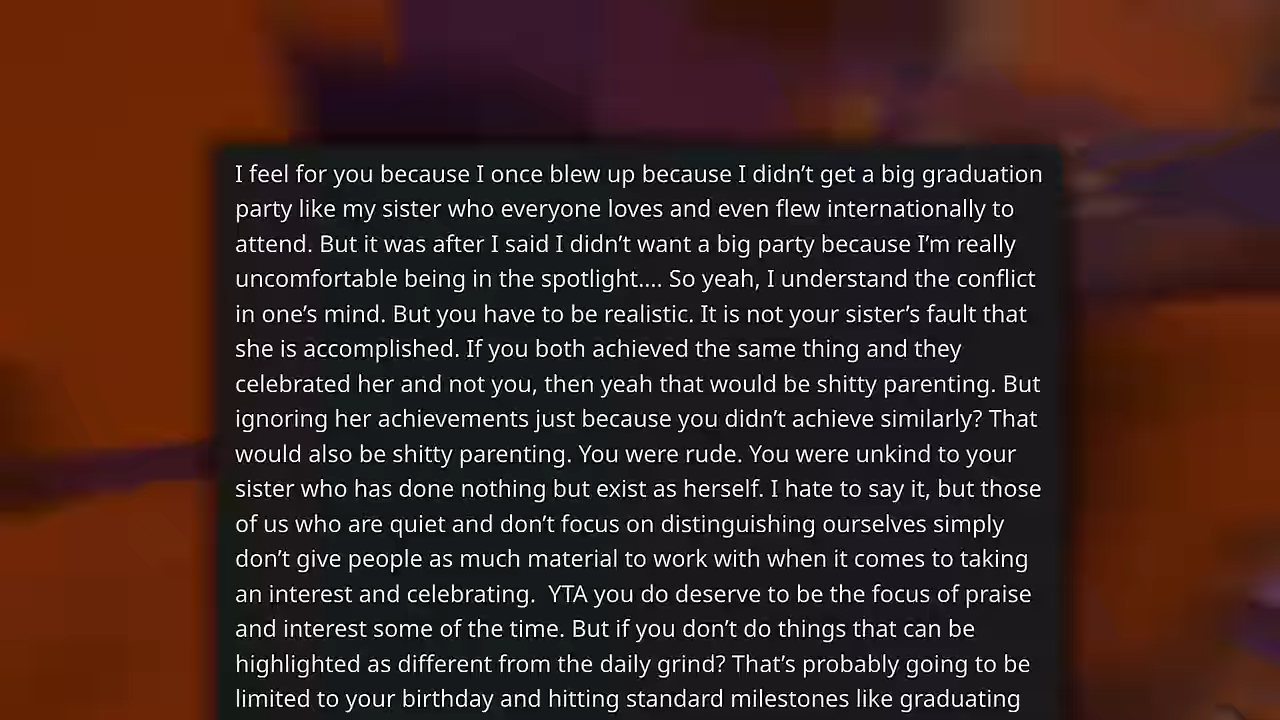 I feel for you because I once blew up because I didn’t get a big graduation
party like my sister who everyone loves and even flew internationally to
attend. But it was after I said I didn’t want a big party because I’m really
uncomfortable being in the spotlight.... So yeah, I understand the conflict
in one’s mind. But you have to be realistic. It is not your sister’s fault that
she is accomplished. If you both achieved the same thing and they
celebrated her and not you, then yeah that would be shitty parenting. But
ignoring her achievements just because you didn’t achieve similarly? That
would also be shitty parenting. You were rude. You were unkind to your
sister who has done nothing but exist as herself. I hate to say it, but those
of us who are quiet and don’t focus on distinguishing ourselves simply
don’t give people as much material to work with when it comes to taking
an interest and celebrating.  YTA you do deserve to be the focus of praise
and interest some of the time. But if you don’t do things that can be
highlighted as different from the daily grind? That’s probably going to be
limited to your birthday and hitting standard milestones like graduating